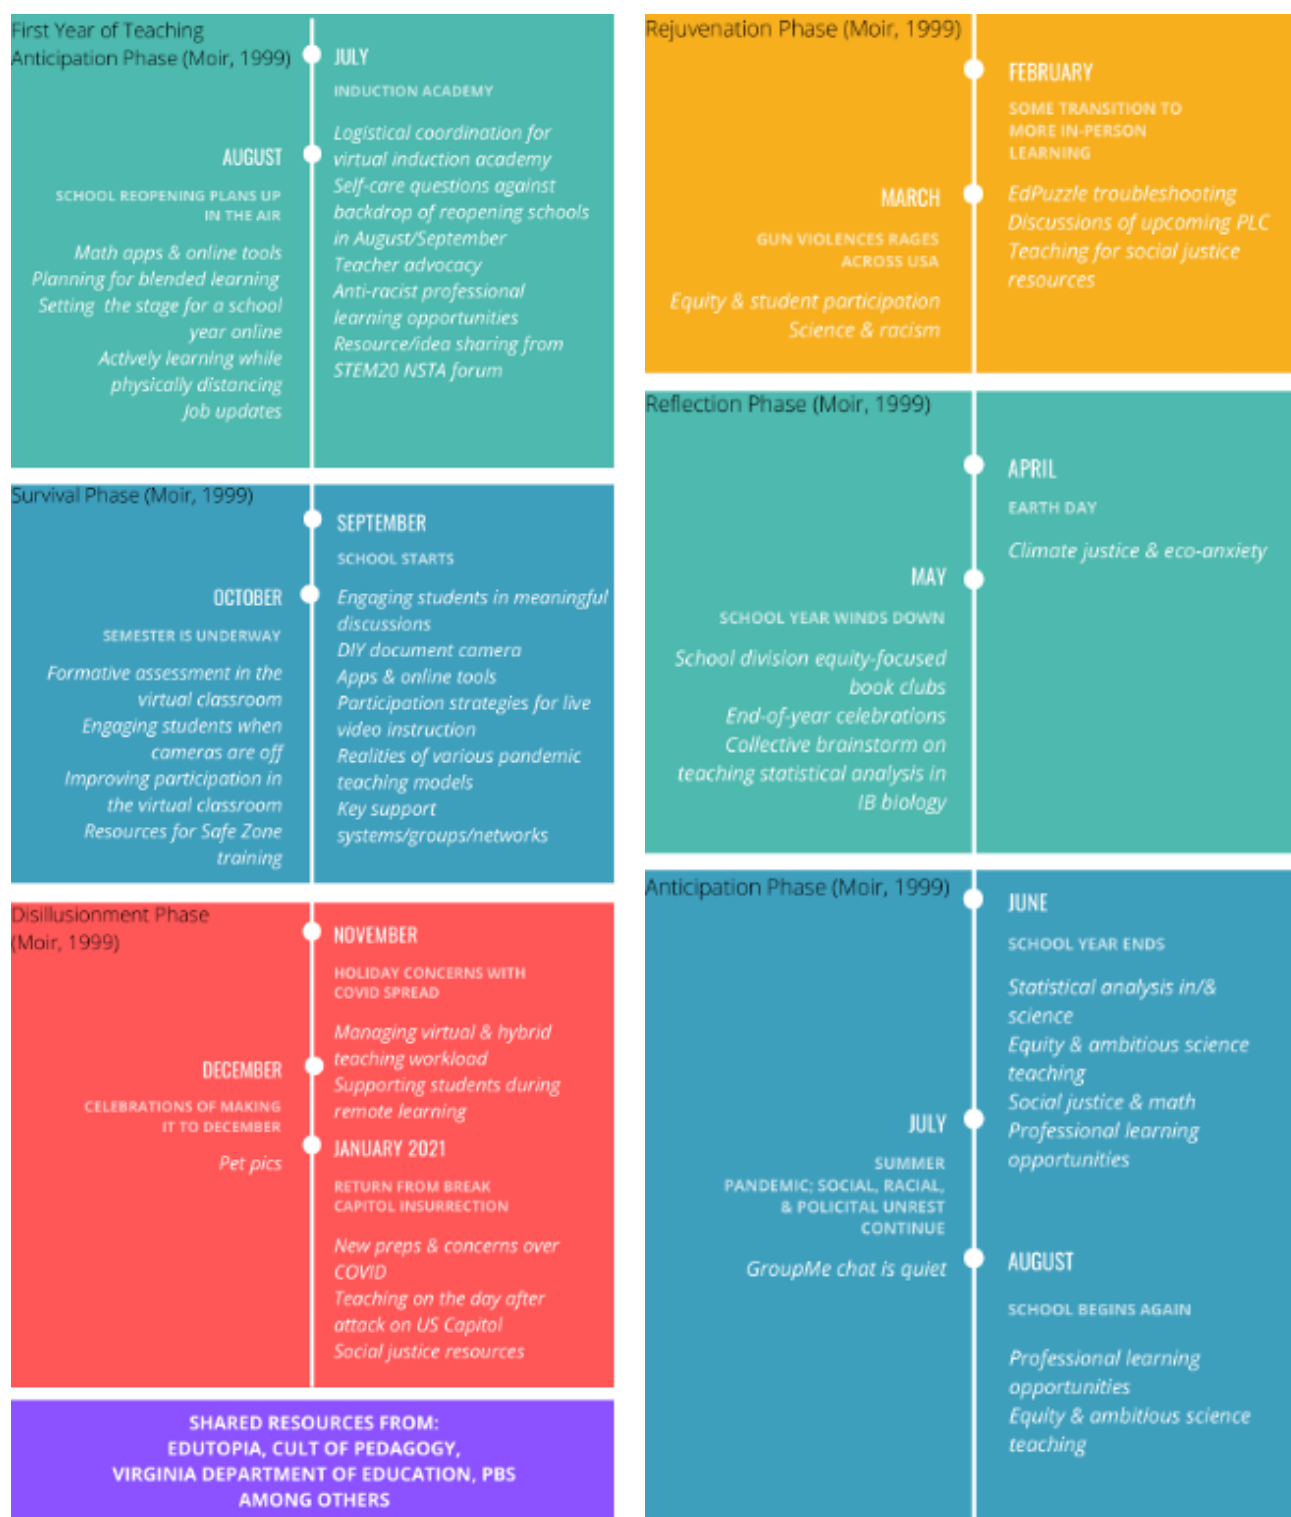 First Year of Teaching
Anticipation Phase (Moir, 1999)
JULY
INDUCTION ACADEMY
Logistical coordination for
virtual induction academy
Self-care questions against
backdrop of reopening schools
in August/September
Teacher advocacy
Anti-racist professional
learning opportunities
Resource/idea sharing from
STEM20 NSTA forum
AUGUST
SCHOOL REOPENING PLANS UP
IN THE AIR
Math apps & online tools
Planning for blended learning
Setting the stage for a school
year online
Actively learning while
physically distancing
Job updates
Survival Phase (Moir, 1999)
SEPTEMBER
SCHOOL STARTS
Engaging students in meaningful
discussions
DIY document camera
Apps & online tools
Participation strategies for live
video instruction
Realities of various pandemic
teaching models
Key support
systems/groups/networks
OCTOBER
SEMESTER IS UNDERWAY
Formative assessment in the
virtual classroom
Engaging students when
cameras are off
Improving participation in
the virtual classroom
Resources for Safe Zone
training
Disillusionment Phase
(Moir, 1999)
NOVEMBER
HOLIDAY CONCERNS WITH
COVID SPREAD
Managing virtual & hybrid
teaching workload
Supporting students during
remote learning
DECEMBER
CELEBRATIONS OF MAKING
IT TO DECEMBER
Pet pics
JANUARY 2021
RETURN FROM BREAK
CAPITOL INSURRECTION
New preps & concerns over
COVID
Teaching on the day after
attack on US Capitol
Social justice resources
SHARED RESOURCES FROM:
EDUTOPIA, CULT OF PEDAGOGY,
VIRGINIA DEPARTMENT OF EDUCATION, PBS
AMONG OTHERS
Rejuvenation Phase (Moir, 1999)
FEBRUARY
SOME TRANSITION TO
MORE IN-PERSON
LEARNING
EdPuzzle troubleshooting
Discussions of upcoming PLC
Teaching for social justice
resources
MARCH
GUN VIOLENCES RAGES
ACROSS USA
Equity & student participation
Science & racism
Reflection Phase (Moir, 1999)
APRIL
EARTH DAY
Climate justice & eco-anxiety
MAY
SCHOOL YEAR WINDS DOWN
School division equity-focused
book clubs
End-of-year celebrations
Collective brainstorm on
teaching statistical analysis in
IB biology
Anticipation Phase (Moir, 1999)
JUNE
SCHOOL YEAR ENDS
Statistical analysis in/&
science
Equity & ambitious science
teaching
Social justice & math
Professional learning
opportunities
JULY
SUMMER
PANDEMIC; SOCIAL, RACIAL,
& POLICITAL UNREST
CONTINUE
GroupMe chat is quiet
AUGUST
SCHOOL BEGINS AGAIN
Professional learning
opportunities
Equity & ambitious science
teaching